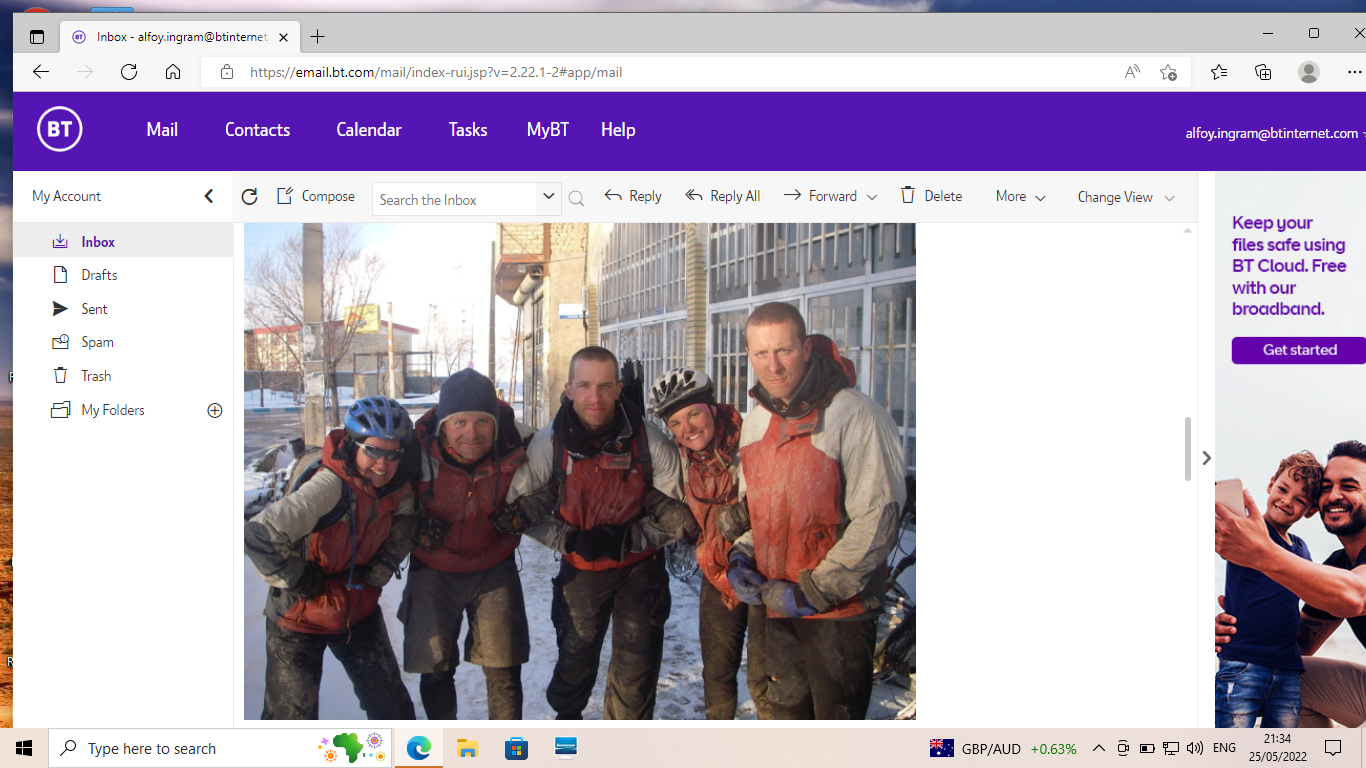 Inbox - alfoy.ingram@btinternet.
https://email.bt.com/mail/index-rui.jsp?v=2.22.1-2#app/mail
BT
Mail Contacts Calendar Tasks MyBT Help
alfoy.ingram@btinternet.com
My Account
Compose Search the Inbox Reply Reply All Forward Delete More Change View
Inbox
Drafts
Sent
Spam
Trash
My Folders
Keep your
files safe using
BT Cloud. Free
with our
broadband.
Get started
Type here to search
GBP/AUD +0.63%
ENG
21:34
25/05/2022